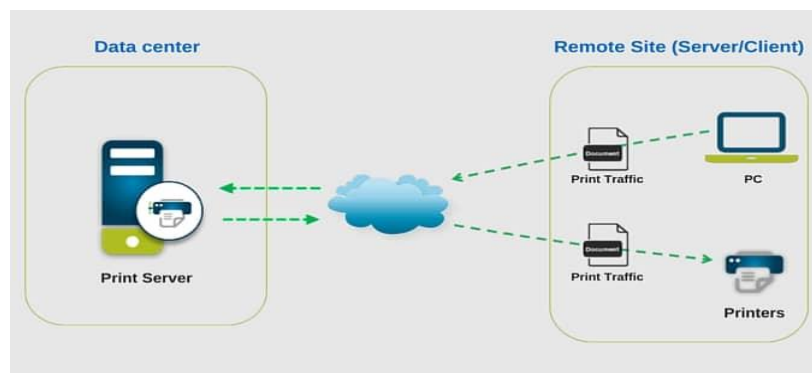 Data center
Remote Site (Server/Client)
Document
Print Traffic
PC
Print Server
Document
Print Traffic
Printers